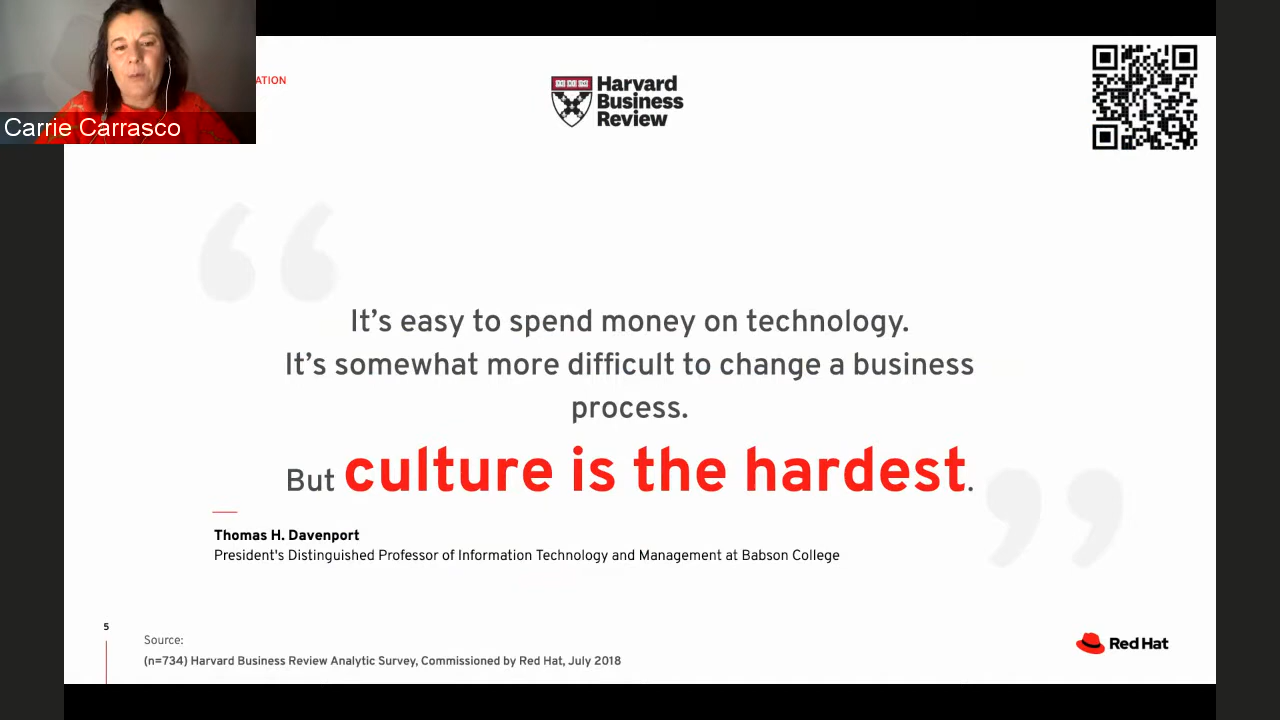 Carrie Carrasco
ATION
Harvard
Business
Review
It's easy to spend money on technology.
It's somewhat more difficult to change a business
process.
But culture is the hardest.
Thomas H. Davenport
President's Distinguished Professor of Information Technology and Management at Babson College
5
Source:
(n=734) Harvard Business Review Analytic Survey, Commissioned by Red Hat, July 2018
Red Hat